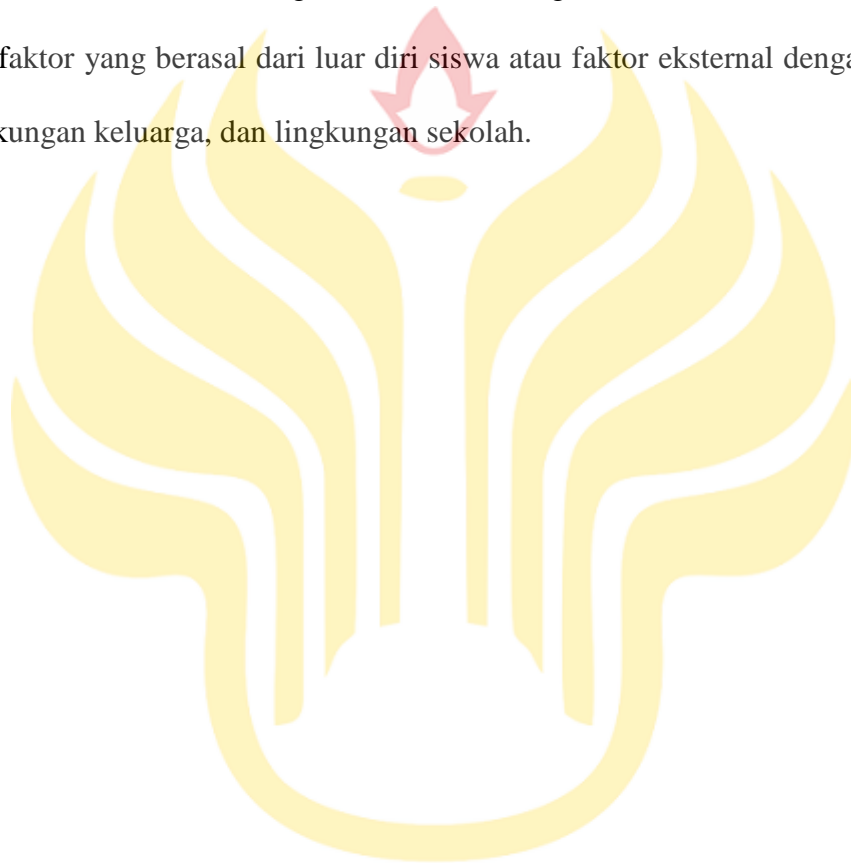 faktor yang berasal dari luar diri siswa atau faktor eksternal denga
kungan keluarga, dan lingkungan sekolah.